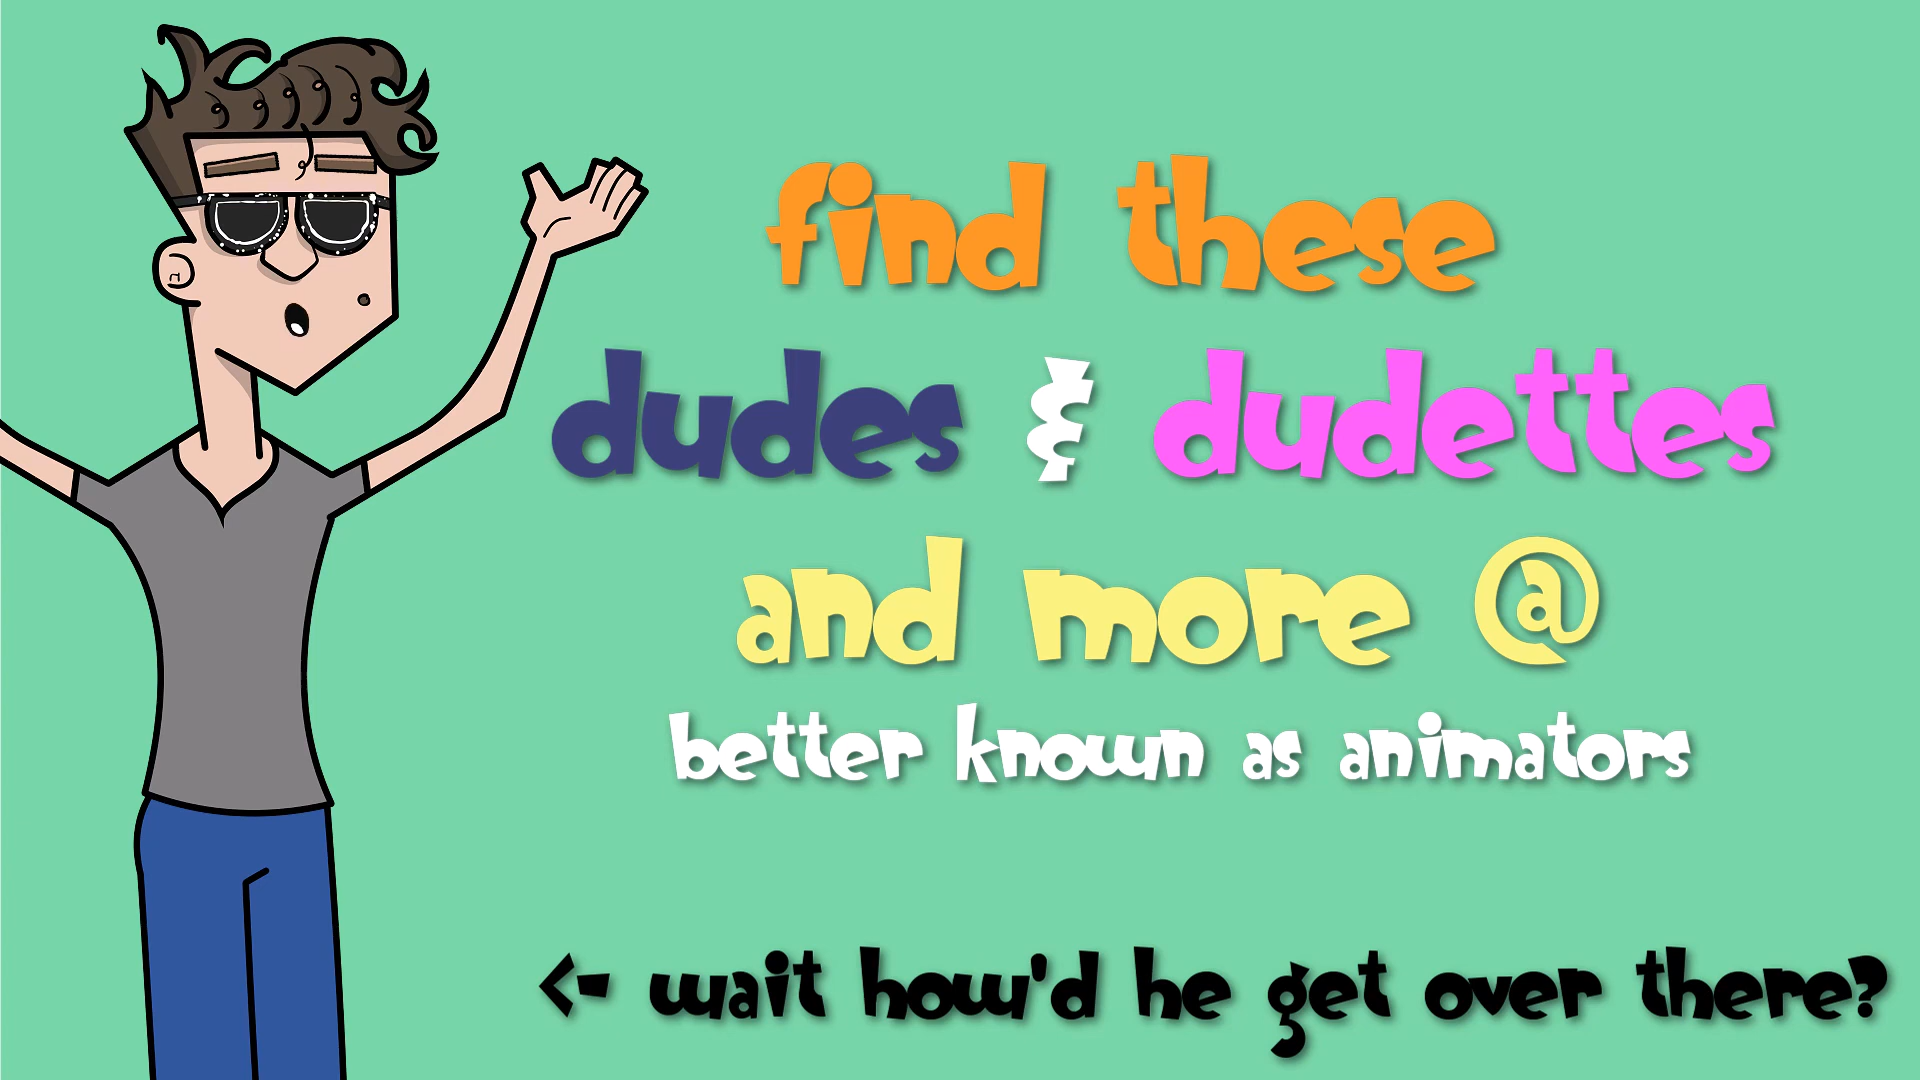 find these
dudes & dudettes
and more @
better known as animators
<- wait how'd he get over there?